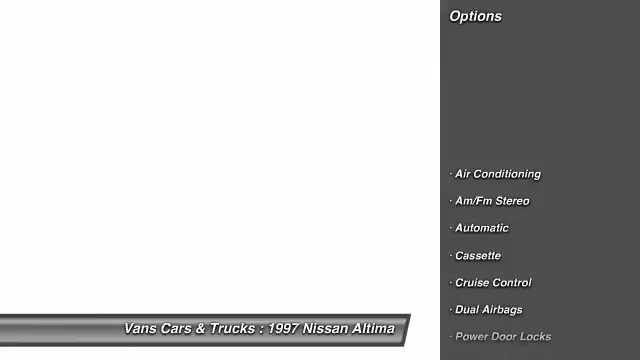 Options
· Air Conditioning
· Am/Fm Stereo
· Automatic
· Cassette
· Cruise Control
· Dual Airbags
· Power Door Locks
Vans Cars & Trucks : 1997 Nissan Altima